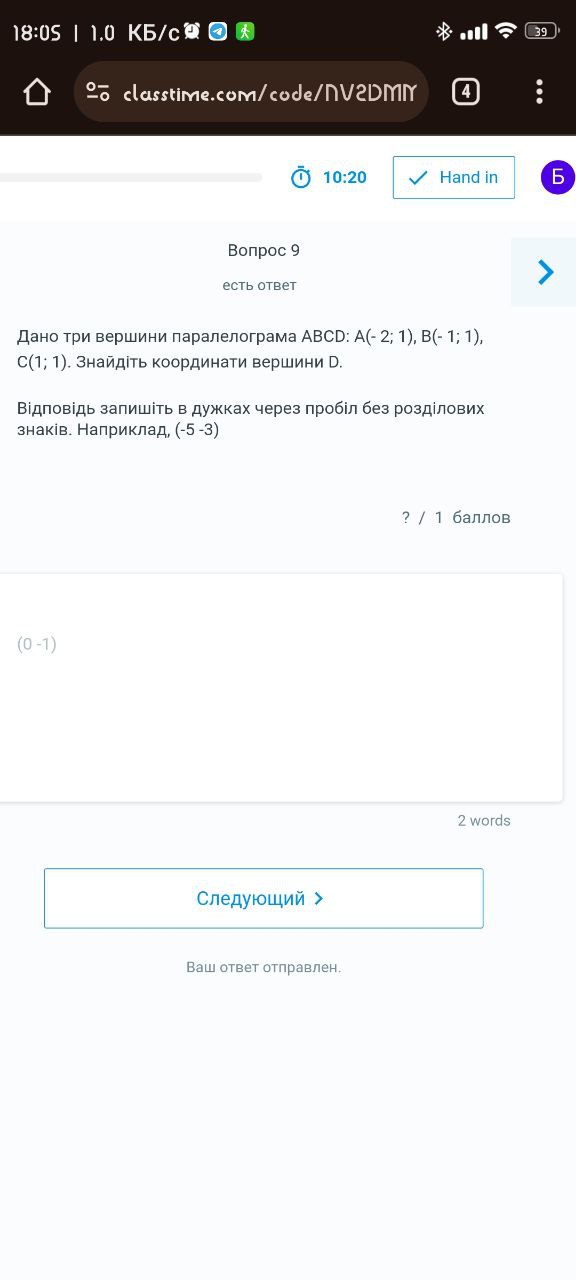 18:05 | 1.0 КБ/с
39
classtime.com/code/NV2DMM
4
10:20
Hand in
Б
Вопрос 9
есть ответ
Дано три вершини паралелограма ABCD: A(- 2; 1), B(- 1; 1),
C(1; 1). Знайдіть координати вершини D.
Відповідь запишіть в дужках через пробіл без розділових
знаків. Наприклад, (-5 -3)
? / 1 баллов
(0 -1)
2 words
Следующий
Ваш ответ отправлен.